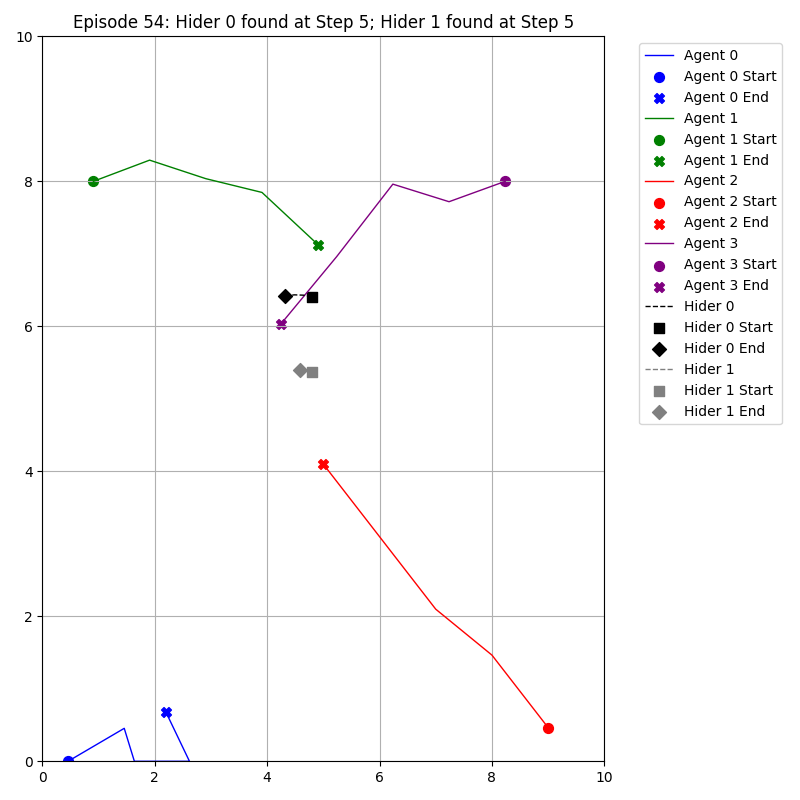 Episode 54: Hider 0 found at Step 5; Hider 1 found at Step 5
10
8
6
4
2
0
0
2
4
6
8
10
Agent 0
Agent 0 Start
Agent 0 End
Agent 1
Agent 1 Start
Agent 1 End
Agent 2
Agent 2 Start
Agent 2 End
Agent 3
Agent 3 Start
Agent 3 End
Hider 0
Hider 0 Start
Hider 0 End
Hider 1
Hider 1 Start
Hider 1 End